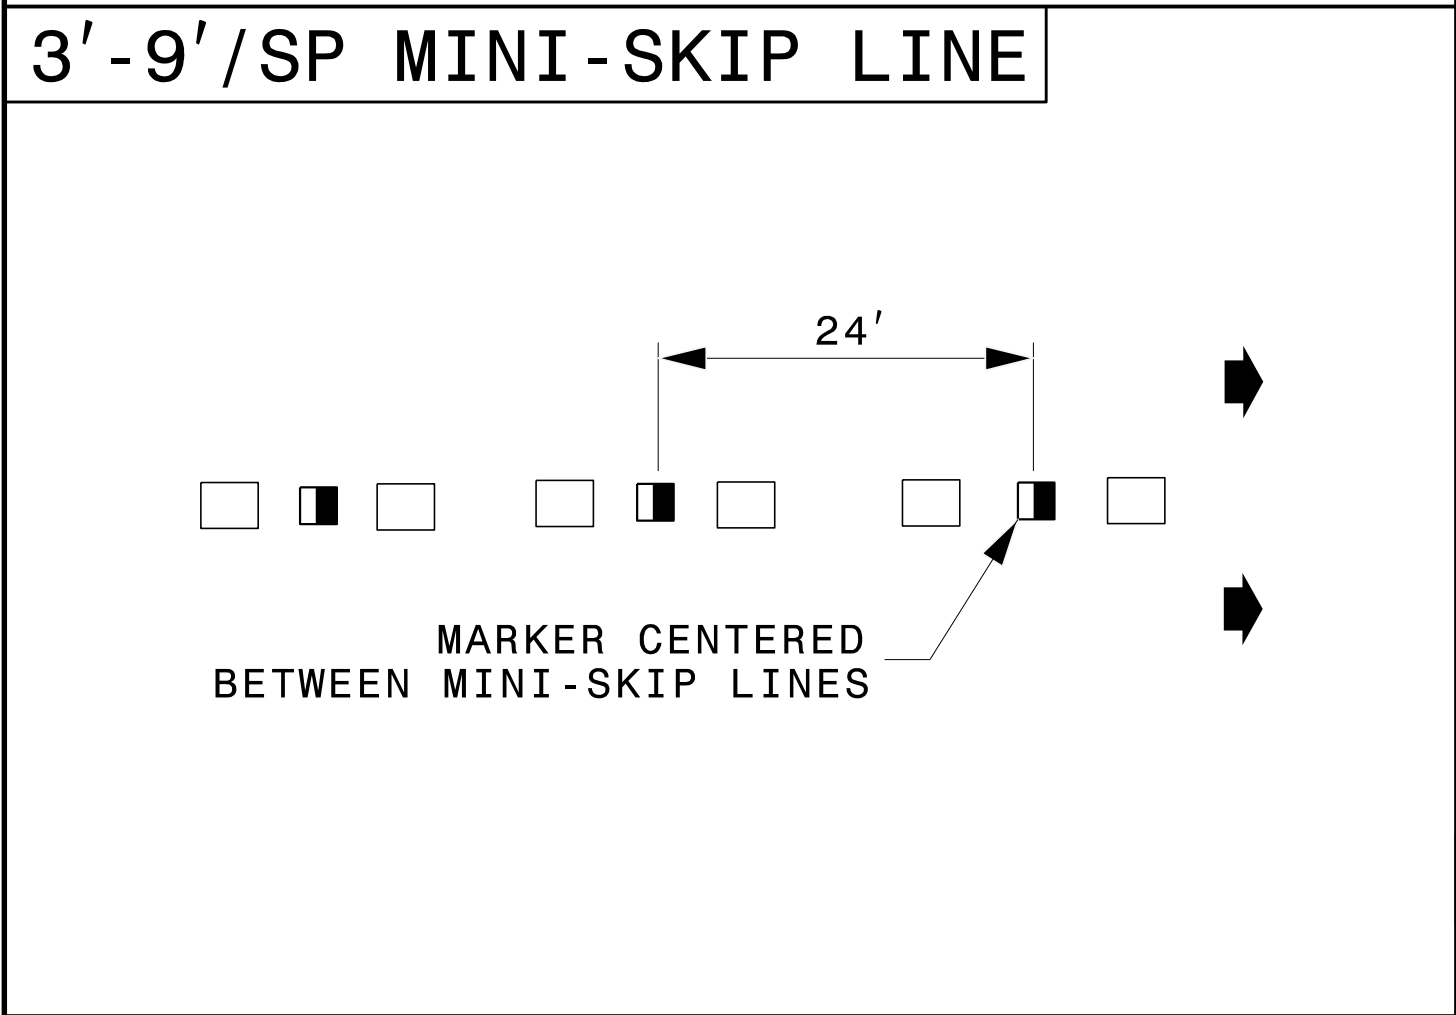 3'-9'/SP MINI-SKIP LINE
24'
MARKER CENTERED
BETWEEN MINI-SKIP LINES